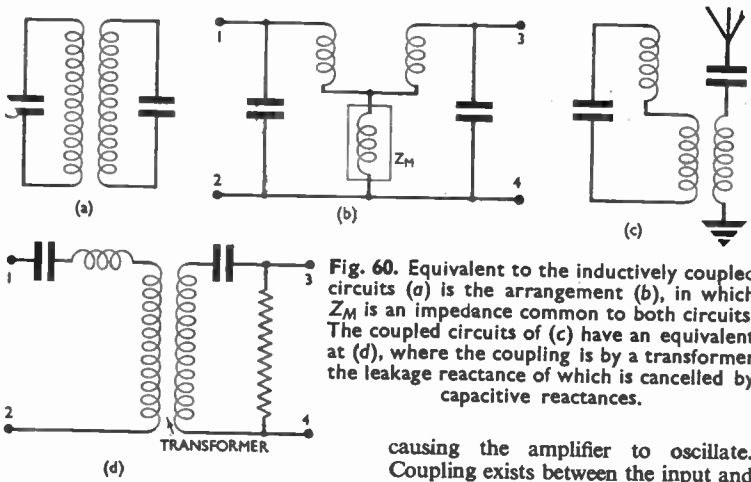 1
3
Z_M
2
4
(a)
(b)
(c)
1
3
2
4
TRANSFORMER
(d)
Fig. 60. Equivalent to the inductively coupled
circuits (a) is the arrangement (b), in which
Z_M is an impedance common to both circuits
The coupled circuits of (c) have an equivalent
at (d), where the coupling is by a transformer
the leakage reactance of which is cancelled by
capacitive reactances.
causing the amplifier to oscillate.
Coupling exists between the input and